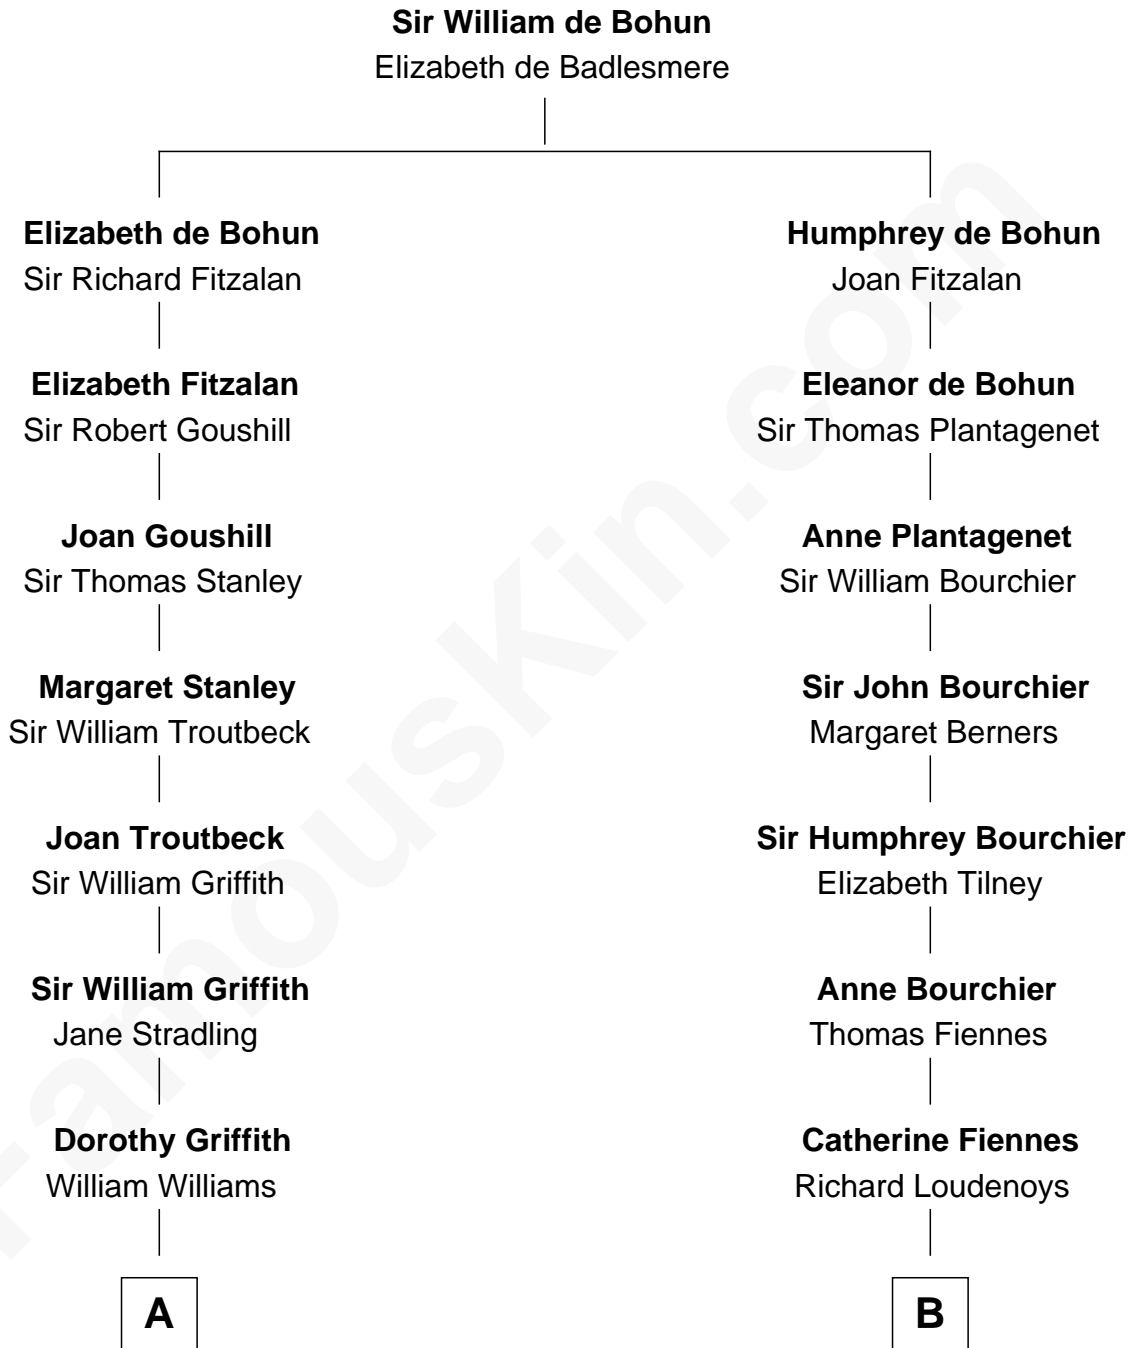 Sir William de Bohun
Elizabeth de Badlesmere
Elizabeth de Bohun
Sir Richard Fitzalan
Humphrey de Bohun
Joan Fitzalan
Elizabeth Fitzalan
Sir Robert Goushill
Eleanor de Bohun
Sir Thomas Plantagenet
Joan Goushill
Sir Thomas Stanley
Anne Plantagenet
Sir William Bourchier
Margaret Stanley
Sir William Troutbeck
Sir John Bourchier
Margaret Berners
Joan Troutbeck
Sir William Griffith
Sir Humphrey Bourchier
Elizabeth Tilney
Sir William Griffith
Jane Stradling
Anne Bourchier
Thomas Fiennes
Dorothy Griffith
William Williams
Catherine Fiennes
Richard Loudenoys
A
B
FamousKin.com